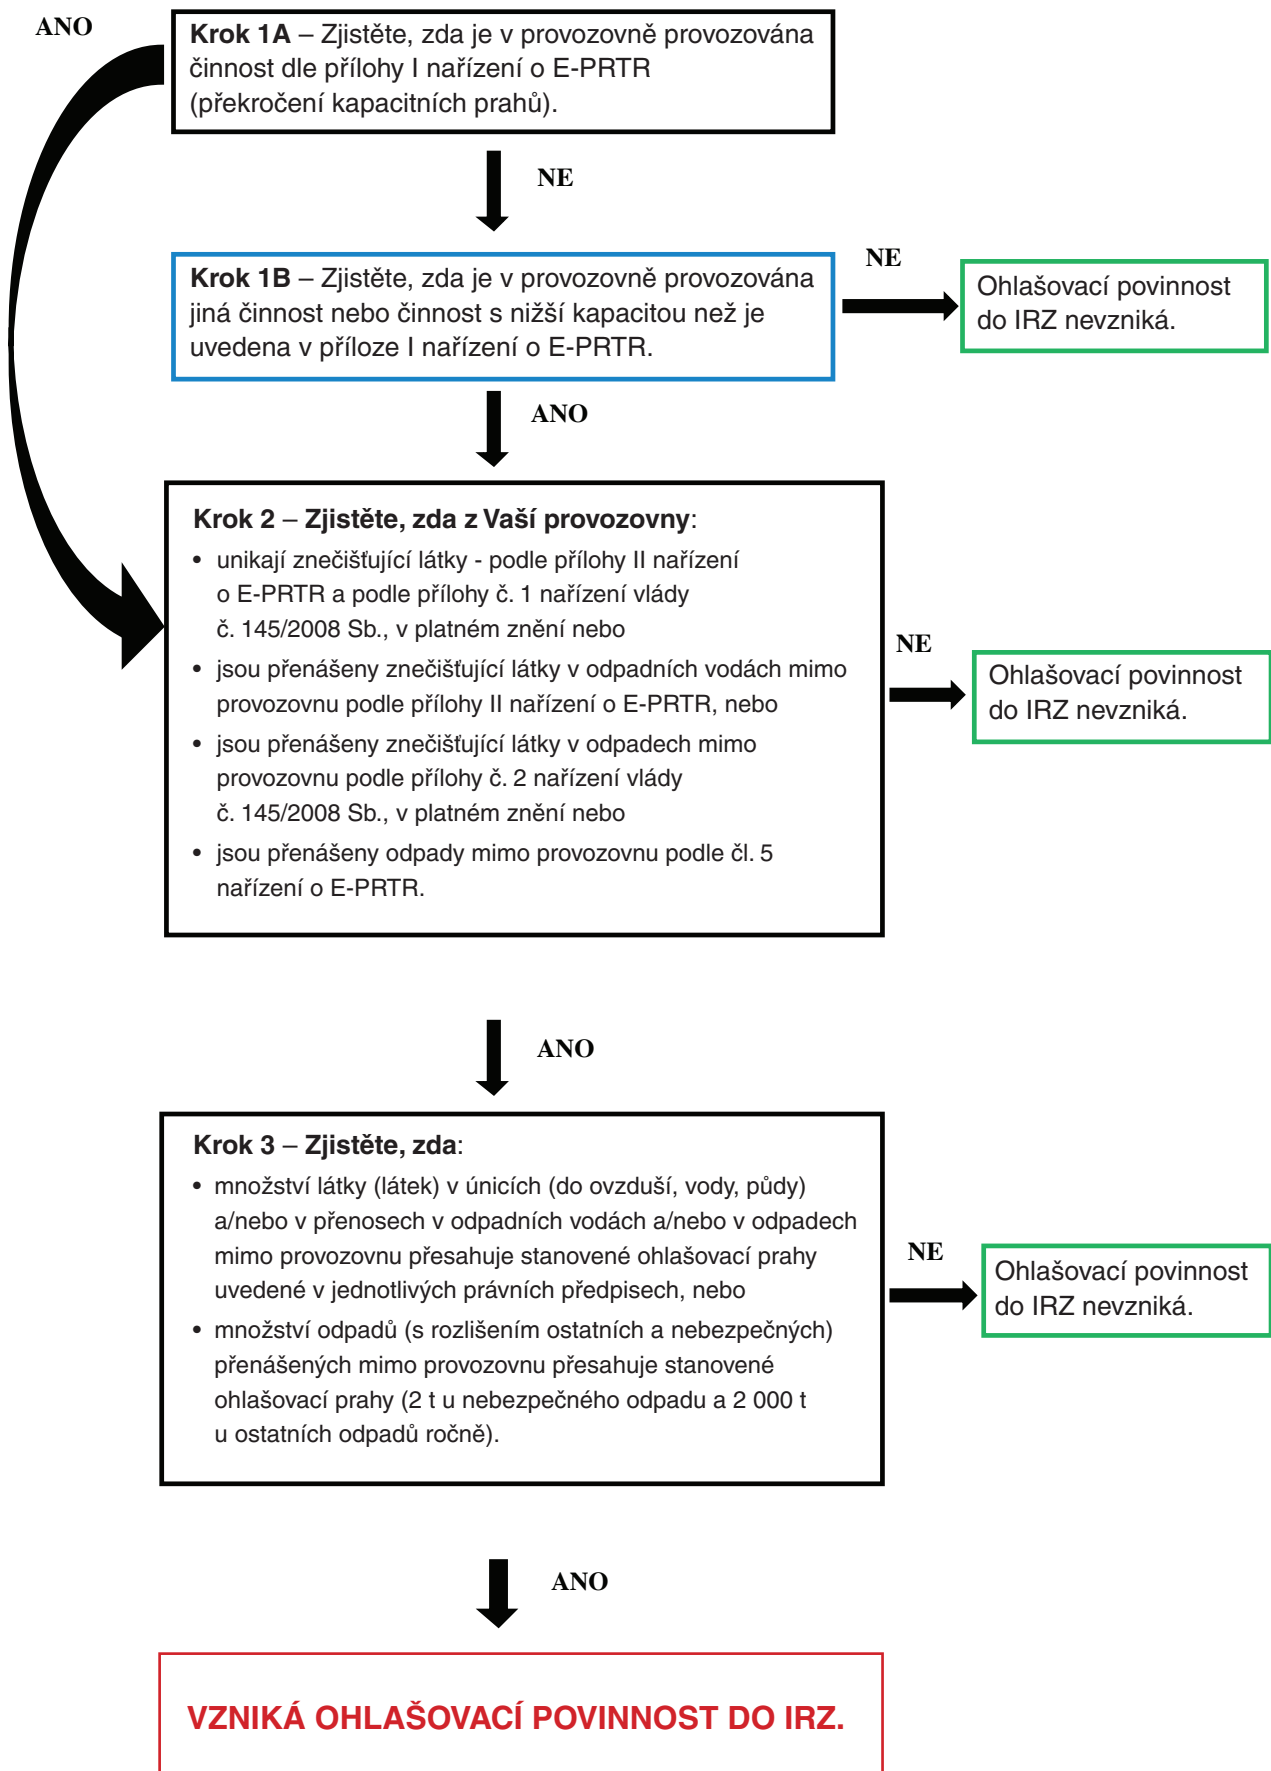 ANO
Krok 1A – Zjistěte, zda je v provozovně provozována
činnost dle přílohy I nařízení o E-PRTR
(překročení kapacitních prahů).
NE
Krok 1B – Zjistěte, zda je v provozovně provozována
jiná činnost nebo činnost s nižší kapacitou než je
uvedena v příloze I nařízení o E-PRTR.
NE
Ohlašovací povinnost
do IRZ nevzniká.
ANO
Krok 2 – Zjistěte, zda z Vaší provozovny:
• unikají znečišťující látky - podle přílohy II nařízení
o E-PRTR a podle přílohy č. 1 nařízení vlády
č. 145/2008 Sb., v platném znění nebo
• jsou přenášeny znečišťující látky v odpadních vodách mimo
provozovnu podle přílohy II nařízení o E-PRTR, nebo
• jsou přenášeny znečišťující látky v odpadech mimo
provozovnu podle přílohy č. 2 nařízení vlády
č. 145/2008 Sb., v platném znění nebo
• jsou přenášeny odpady mimo provozovnu podle čl. 5
nařízení o E-PRTR.
NE
Ohlašovací povinnost
do IRZ nevzniká.
ANO
Krok 3 – Zjistěte, zda:
• množství látky (látek) v únicích (do ovzduší, vody, půdy)
a/nebo v přenosech v odpadních vodách a/nebo v odpadech
mimo provozovnu přesahuje stanovené ohlašovací prahy
uvedené v jednotlivých právních předpisech, nebo
• množství odpadů (s rozlišením ostatních a nebezpečných)
přenášených mimo provozovnu přesahuje stanovené
ohlašovací prahy (2 t u nebezpečného odpadu a 2 000 t
u ostatních odpadů ročně).
NE
Ohlašovací povinnost
do IRZ nevzniká.
ANO
VZNIKÁ OHLAŠOVACÍ POVINNOST DO IRZ.